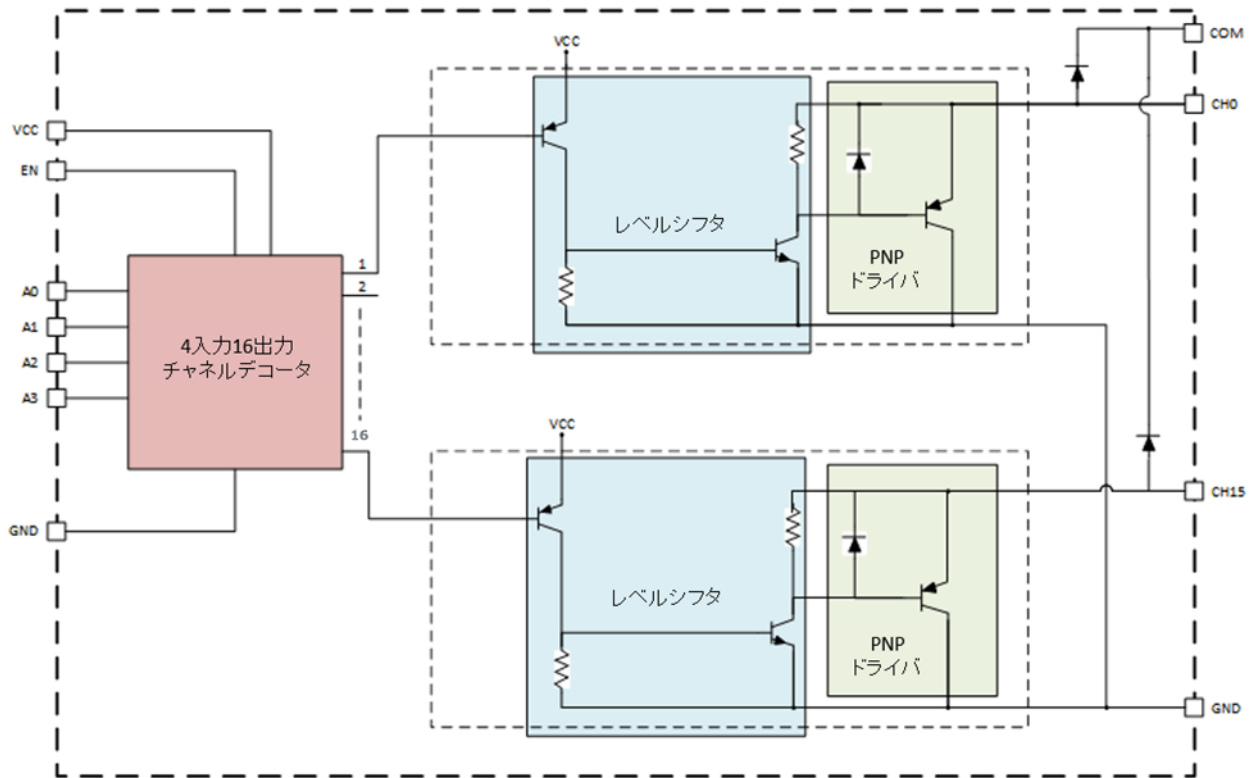 COM
VCC
CH0
VCC
EN
レベルシフタ
PNP
ドライバ
1
2
A0
A1
A2
A3
4入力16出力
チャネルデコータ
16
VCC
CH15
GND
レベルシフタ
PNP
ドライバ
GND